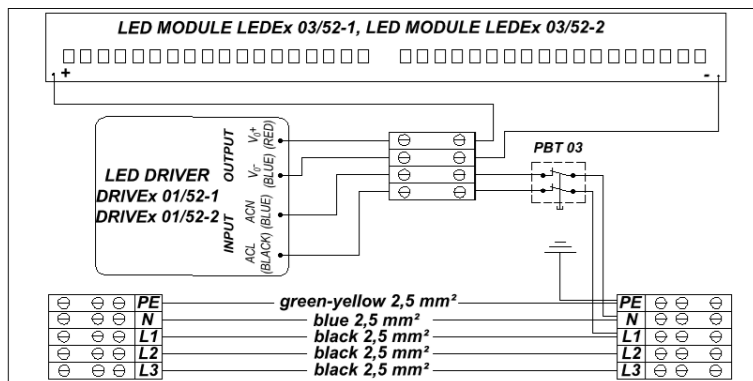 LED MODULE LEDEx 03/52-1, LED MODULE LEDEx 03/52-2
+
-
LED DRIVER
DRIVEx 01/52-1
DRIVEx 01/52-2
OUTPUT
INPUT
V₀+
(RED)
V₀-
(BLUE)
ACN
(BLUE)
ACL
(BLACK)
PBT 03
PE green-yellow 2,5 mm² PE
N blue 2,5 mm² N
L1 black 2,5 mm² L1
L2 black 2,5 mm² L2
L3 black 2,5 mm² L3